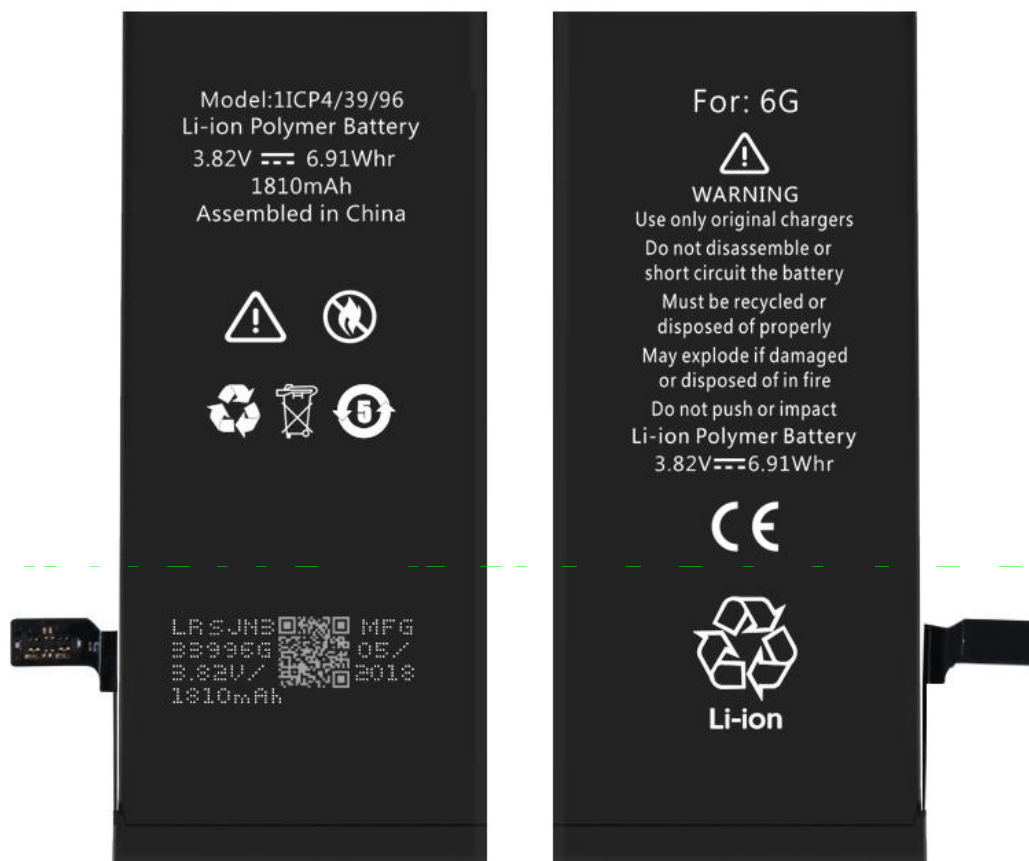 Model:1ICP4/39/96
Li-ion Polymer Battery
3.82V 6.91Whr
1810mAh
Assembled in China
5
LRSJNB MFG
33996G 05/
3.82V/ 2018
1810mAh
For: 6G
WARNING
Use only original chargers
Do not disassemble or
short circuit the battery
Must be recycled or
disposed of properly
May explode if damaged
or disposed of in fire
Do not push or impact
Li-ion Polymer Battery
3.82V 6.91Whr
CE
Li-ion